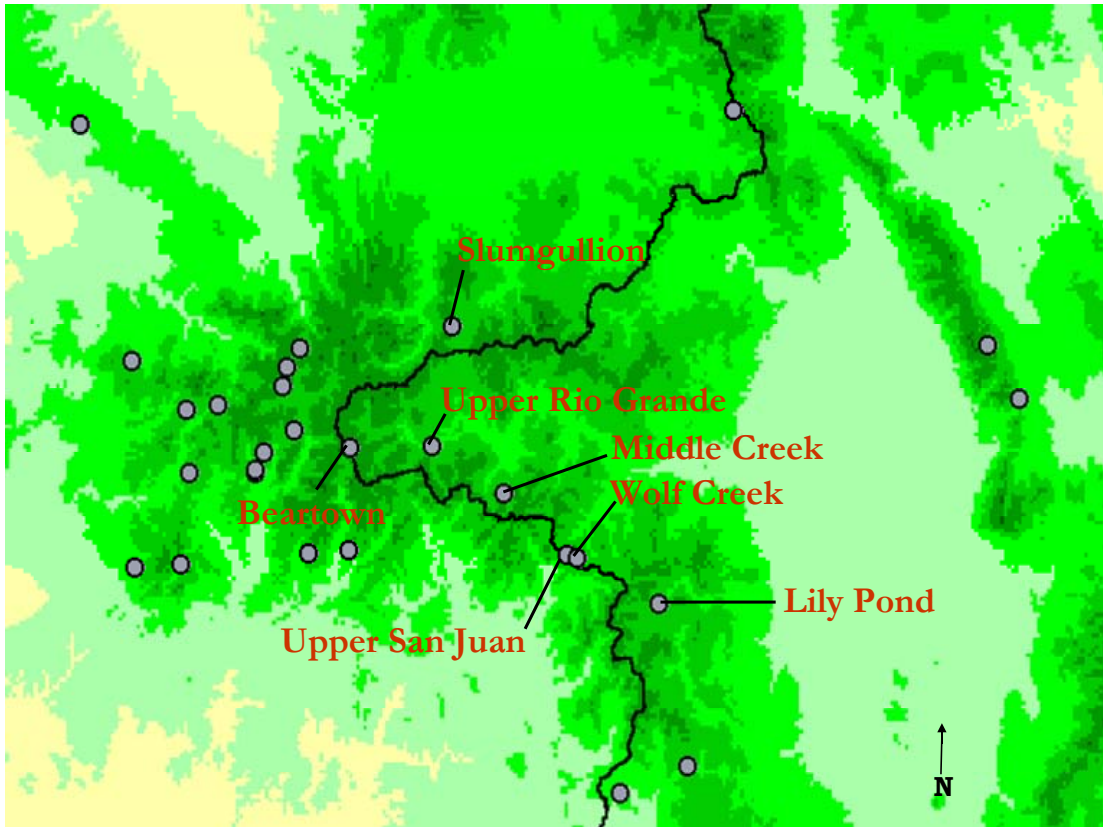 Slumgullion
Upper Rio Grande
Middle Creek
Wolf Creek
Beartown
Lily Pond
Upper San Juan
N